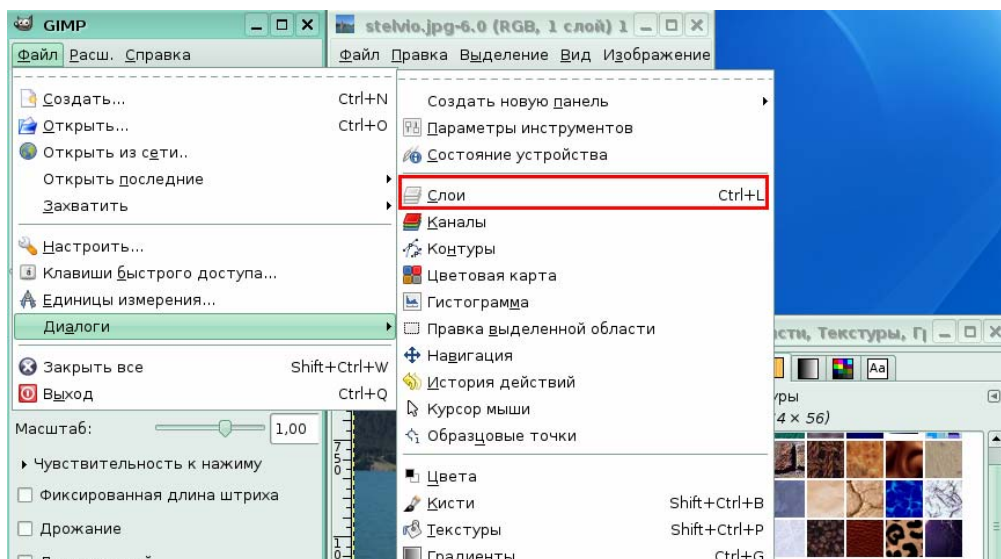 GIMP
Файл Расш. Справка
Создать... Ctrl+N
Открыть... Ctrl+O
Открыть из сети..
Открыть последние
Захватить
Настроить...
Клавиши быстрого доступа...
Единицы измерения...
Диалоги
Закрыть все Shift+Ctrl+W
Выход Ctrl+Q
Масштаб: 1,00
Чувствительность к нажиму
Фиксированная длина штриха
Дрожание
stelvio.jpg-6.0 (RGB, 1 слой) 1
Файл Правка Выделение Вид Изображение
Создать новую панель
Параметры инструментов
Состояние устройства
Слои Ctrl+L
Каналы
Контуры
Цветовая карта
Гистограмма
Правка выделенной области
Навигация
История действий
Курсор мыши
Образцовые точки
Цвета
Кисти Shift+Ctrl+B
Текстуры Shift+Ctrl+P
Градиенты Ctrl+G
750
сти, Текстуры, Гр
Aa
уры
4 × 56)